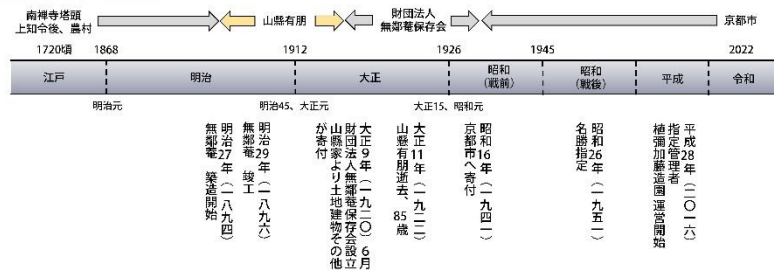 南禅寺塔頭
上知令後、農村
山縣有朋
財団法人
無鄰菴保存会
京都市
1720頃
1868
1912
1926
1945
2022
江戸
明治
大正
昭和
(戦前)
昭和
(戦後)
平成
令和
明治元
明治45、大正元
大正15、昭和元
明治27年(一八九四)
無鄰菴 築造開始
明治29年(一八九六)
無鄰菴 竣工
大正9年(一九二〇)6月
財団法人無鄰菴保存会設立
山縣家より土地建物その他
が寄付
大正11年(一九二二)
山縣有朋逝去、85歳
昭和16年(一九四一)
京都市へ寄付
昭和26年(一九五一)
名勝指定
平成28年(二〇一六)
指定管理者
植彌加藤造園 運営開始